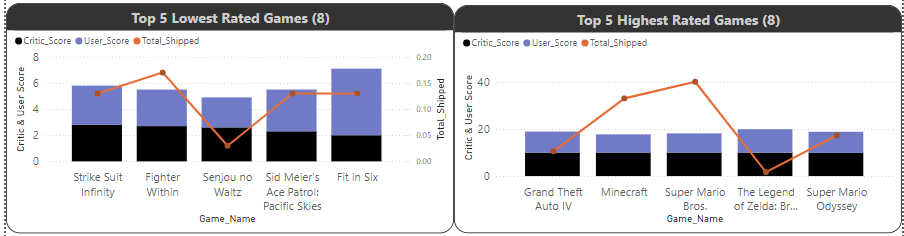 Top 5 Lowest Rated Games (8)
Critic_Score User_Score Total_Shipped
8
6
4
2
0
Critic & User Score
0.20
0.15
0.10
0.05
0.00
Total_Shipped
Strike Suit Infinity
Fighter Within
Senjou no Waltz
Sid Meier's Ace Patrol: Pacific Skies
Fit in Six
Game_Name
Top 5 Highest Rated Games (8)
Critic_Score User_Score Total_Shipped
40
20
0
Critic & User Score
Grand Theft Auto IV
Minecraft
Super Mario Bros.
The Legend of Zelda: Br...
Super Mario Odyssey
Game_Name